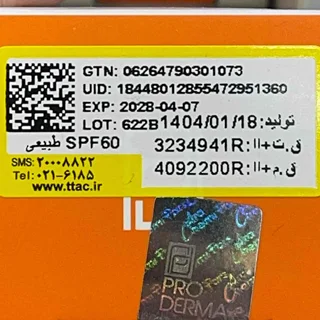 GTN: 06264790301073
UID: 18448012855472951360
EXP: 2028-04-07
LOT: 622B تولید: 1404/01/18
طبیعی SPF60 ق.ت+اا: 3234941R
SMS: ۲۰۰۰۸۸۲۲
Tel: ۰۲۱-۶۱۸۵ ق.م+اا: 4092200R
www.ttac.ir
PRO
DERMA